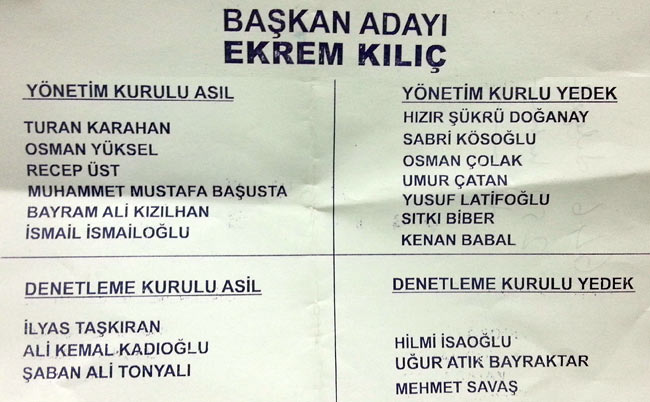 BAŞKAN ADAYI
EKREM KILIÇ
YÖNETİM KURULU ASIL
TURAN KARAHAN
OSMAN YÜKSEL
RECEP ÜST
MUHAMMET MUSTAFA BAŞUSTA
BAYRAM ALİ KIZILHAN
İSMAİL İSMAİLOĞLU
YÖNETİM KURLU YEDEK
HIZIR ŞÜKRÜ DOĞANAY
SABRİ KÖSOĞLU
OSMAN ÇOLAK
UMUR ÇATAN
YUSUF LATİFOĞLU
SITKI BİBER
KENAN BABAL
DENETLEME KURULU ASİL
İLYAS TAŞKIRAN
ALİ KEMAL KADIOĞLU
ŞABAN ALİ TONYALI
DENETLEME KURULU YEDEK
HİLMİ İSAOĞLU
UĞUR ATIK BAYRAKTAR
MEHMET SAVAŞ